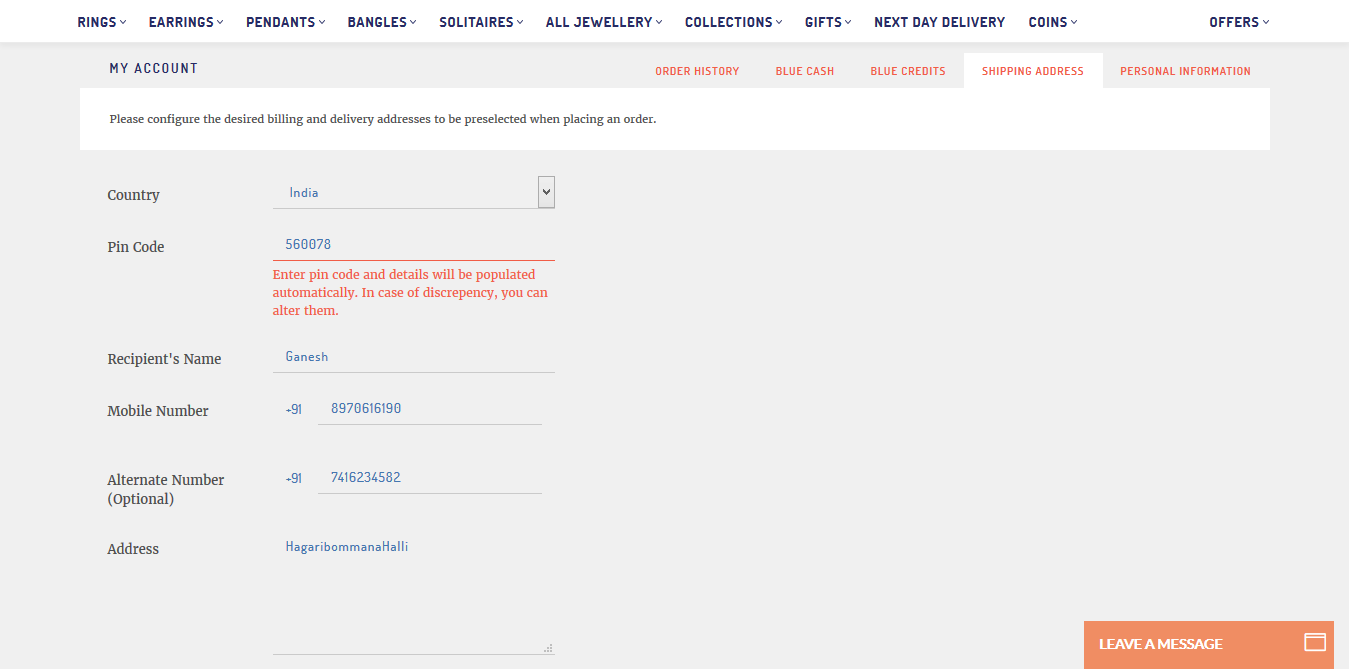 RINGS EARRINGS PENDANTS BANGLES SOLITAIRES ALL JEWELLERY COLLECTIONS GIFTS NEXT DAY DELIVERY COINS OFFERS
MY ACCOUNT ORDER HISTORY BLUE CASH BLUE CREDITS SHIPPING ADDRESS PERSONAL INFORMATION
Please configure the desired billing and delivery addresses to be preselected when placing an order.
Country India
Pin Code 560078
Enter pin code and details will be populated
automatically. In case of discrepency, you can
alter them.
Recipient's Name Ganesh
Mobile Number +91 8970616190
Alternate Number +91 7416234582
(Optional)
Address HagaribommanaHalli
LEAVE A MESSAGE